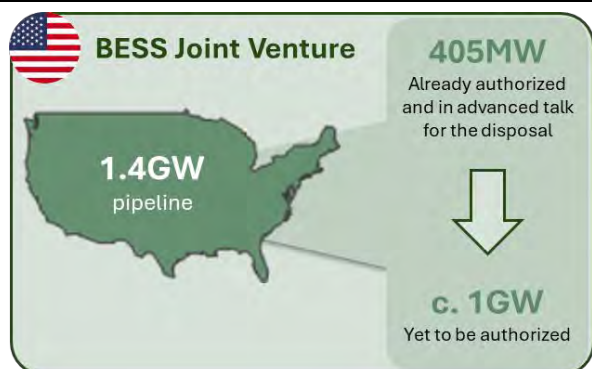 BESS Joint Venture
1.4GW
pipeline
405MW
Already authorized
and in advanced talk
for the disposal
c. 1GW
Yet to be authorized